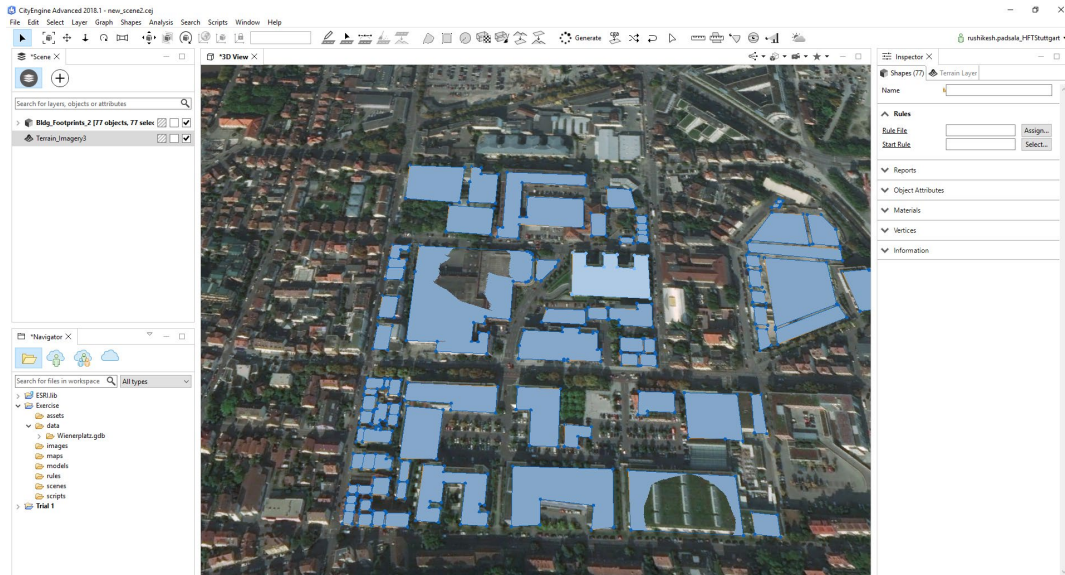 CityEngine Advanced 2018.1 - new_scene2.cej
File Edit Select Layer Graph Shapes Analysis Search Scripts Window Help
Generate
rushikesh.padsala_HFTStuttgart
*Scene
Search for layers, objects or attributes
Bldg_Footprints_2 [77 objects, 77 selec
Terrain_Imagery3
*Navigator
Search for files in workspace
All types
ESRI.lib
Exercise
assets
data
Wienerplatz.gdb
images
maps
models
rules
scenes
scripts
Trial 1
*3D View
Inspector
Shapes (77) Terrain Layer
Name
Rules
Rule File Assign...
Start Rule Select...
Reports
Object Attributes
Materials
Vertices
Information